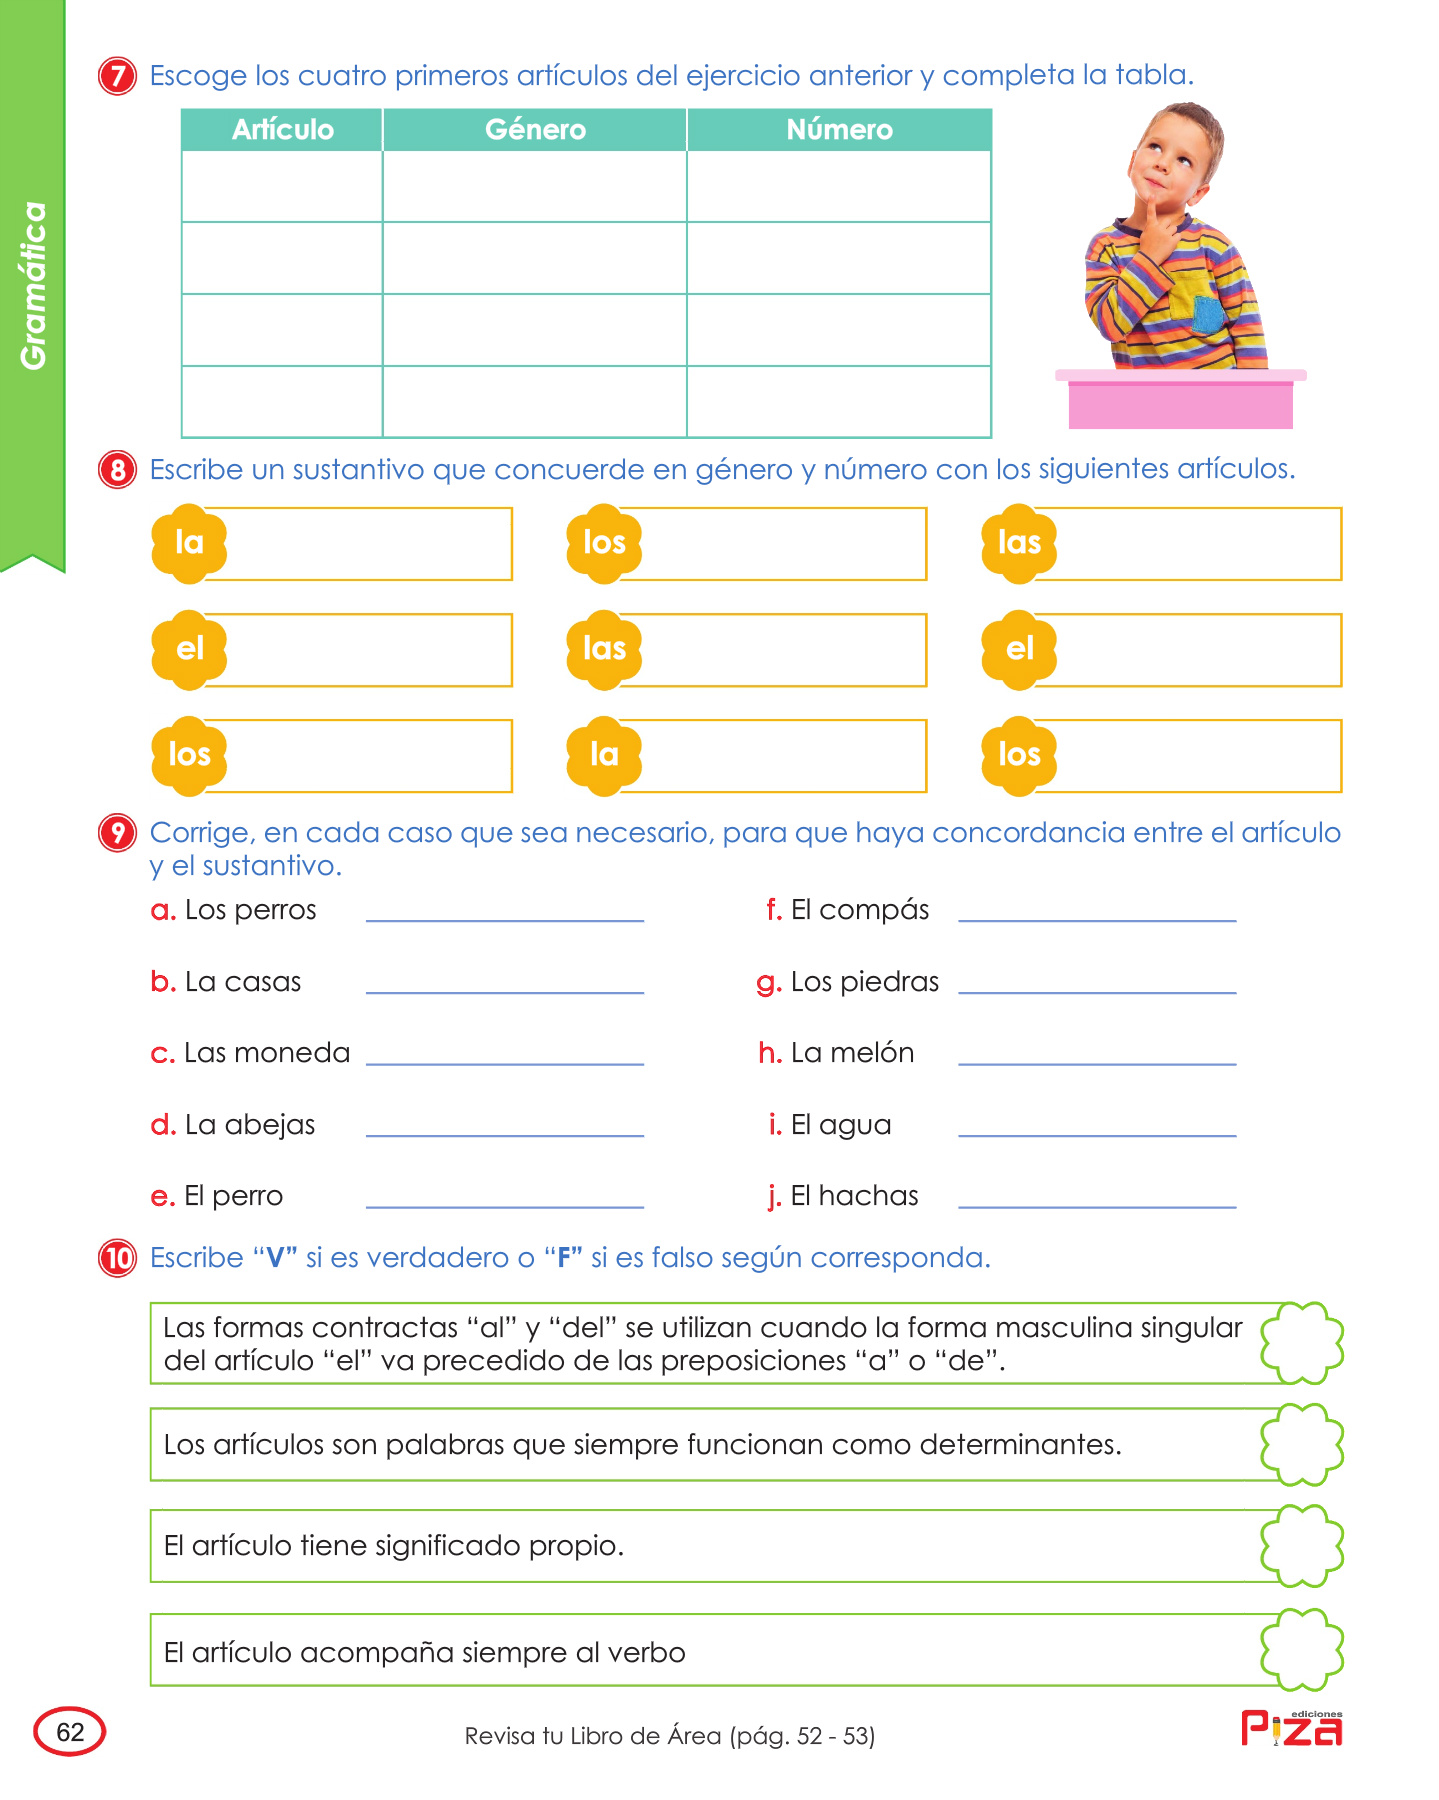 Gramática
7 Escoge los cuatro primeros artículos del ejercicio anterior y completa la tabla.
Artículo Género Número
8 Escribe un sustantivo que concuerde en género y número con los siguientes artículos.
la los las
el las el
los la los
9 Corrige, en cada caso que sea necesario, para que haya concordancia entre el artículo
y el sustantivo.
a. Los perros f. El compás
b. La casas g. Los piedras
c. Las moneda h. La melón
d. La abejas i. El agua
e. El perro j. El hachas
10 Escribe “V” si es verdadero o “F” si es falso según corresponda.
Las formas contractas “al” y “del” se utilizan cuando la forma masculina singular
del artículo “el” va precedido de las preposiciones “a” o “de”.
Los artículos son palabras que siempre funcionan como determinantes.
El artículo tiene significado propio.
El artículo acompaña siempre al verbo
62 Revisa tu Libro de Área (pág. 52 - 53) ediciones
Piza